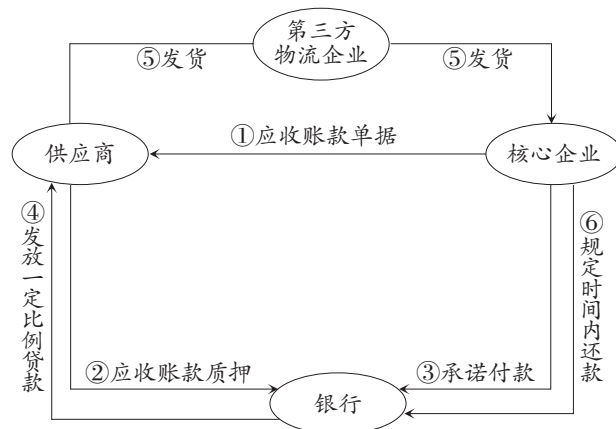 第三方
物流企业
⑤发货
⑤发货
①应收账款单据
供应商
核心企业
④发放一定比例贷款
⑥规定时间内还款
②应收账款质押
③承诺付款
银行